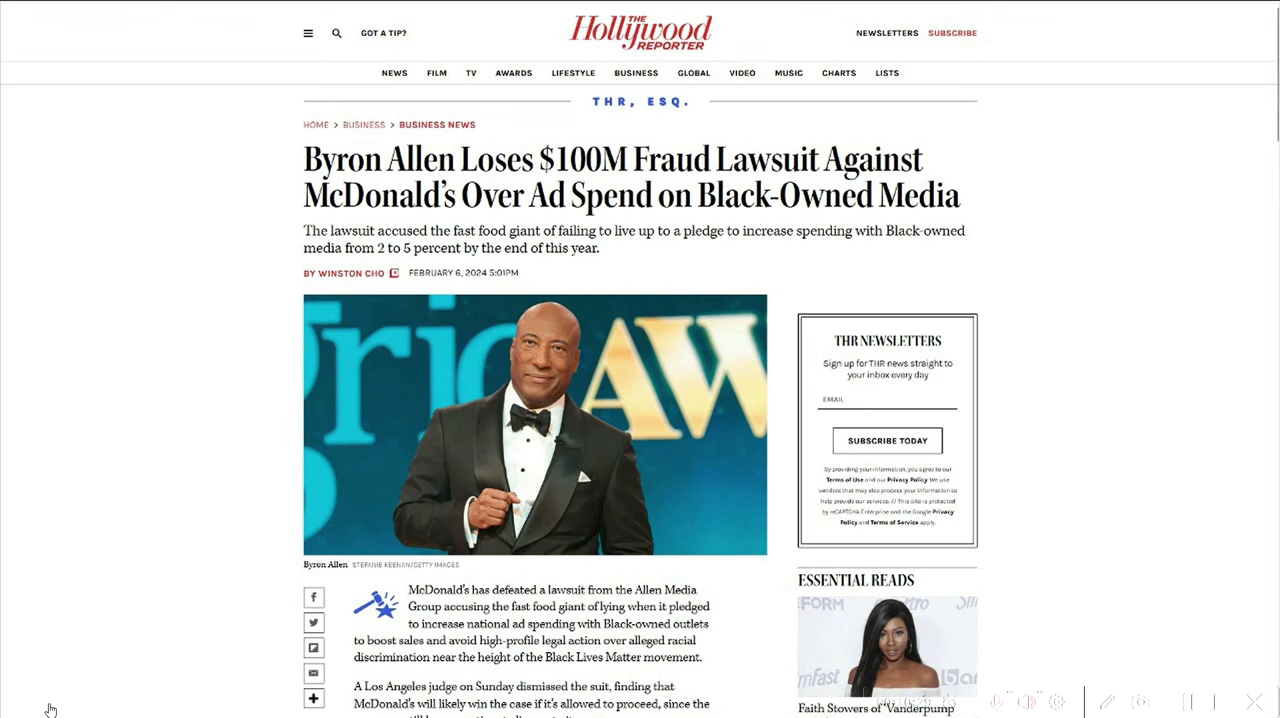 GOT A TIP?
THE
Hollywood
REPORTER
NEWSLETTERS SUBSCRIBE
NEWS FILM TV AWARDS LIFESTYLE BUSINESS GLOBAL VIDEO MUSIC CHARTS LISTS
THR, ESQ.
HOME > BUSINESS > BUSINESS NEWS
Byron Allen Loses $100M Fraud Lawsuit Against
McDonald's Over Ad Spend on Black-Owned Media
The lawsuit accused the fast food giant of failing to live up to a pledge to increase spending with Black-owned
media from 2 to 5 percent by the end of this year.
BY WINSTON CHO FEBRUARY 6, 2024 5:01PM
ric
AW
Byron Allen STEFANIE KEENAN/GETTY IMAGES
McDonald's has defeated a lawsuit from the Allen Media
Group accusing the fast food giant of lying when it pledged
to increase national ad spending with Black-owned outlets
to boost sales and avoid high-profile legal action over alleged racial
discrimination near the height of the Black Lives Matter movement.
A Los Angeles judge on Sunday dismissed the suit, finding that
McDonald's will likely win the case if it's allowed to proceed, since the
THR NEWSLETTERS
Sign up for THR news straight to
your inbox every day
EMAIL
SUBSCRIBE TODAY
By providing your information, you agree to our
Terms of Use and our Privacy Policy. We use
vendors that may also process your information to
help provide our services. // This site is protected
by reCAPTCHA Enterprise and the Google Privacy
Policy and Terms of Service apply.
ESSENTIAL READS
Faith Stowers of 'Vanderpump